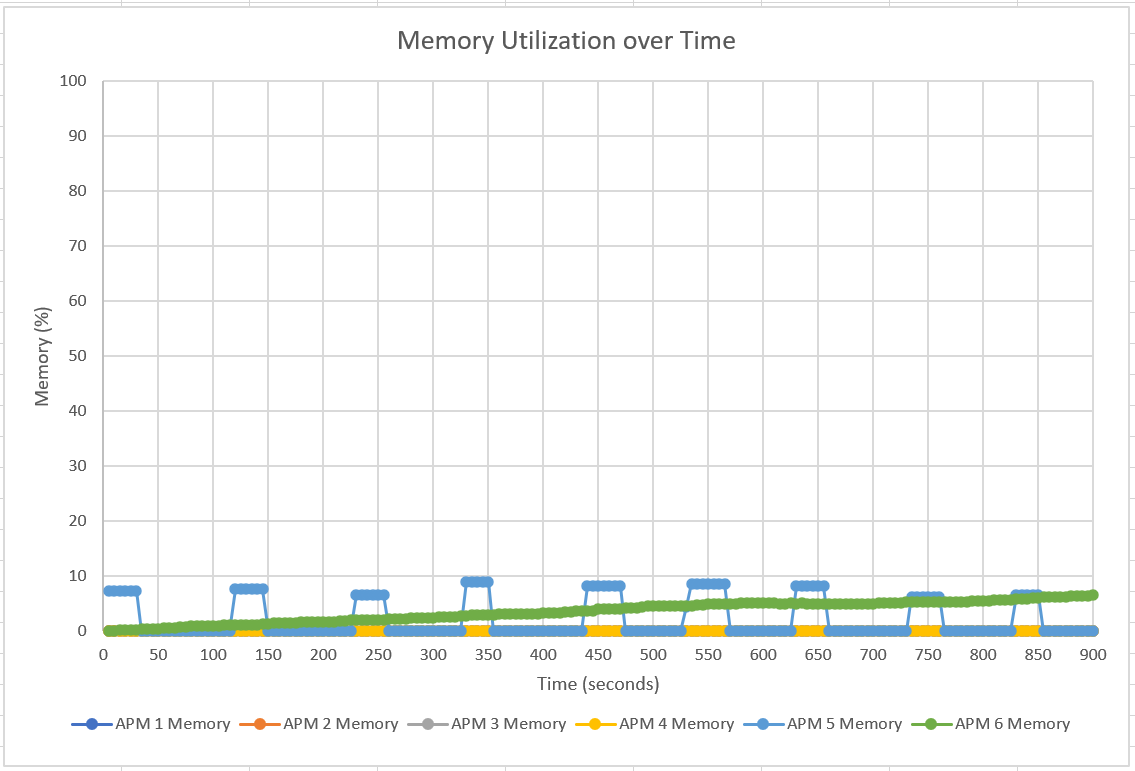 Memory Utilization over Time
100
90
80
70
60
50
40
30
20
10
0
Memory (%)
0 50 100 150 200 250 300 350 400 450 500 550 600 650 700 750 800 850 900
Time (seconds)
APM 1 Memory APM 2 Memory APM 3 Memory APM 4 Memory APM 5 Memory APM 6 Memory